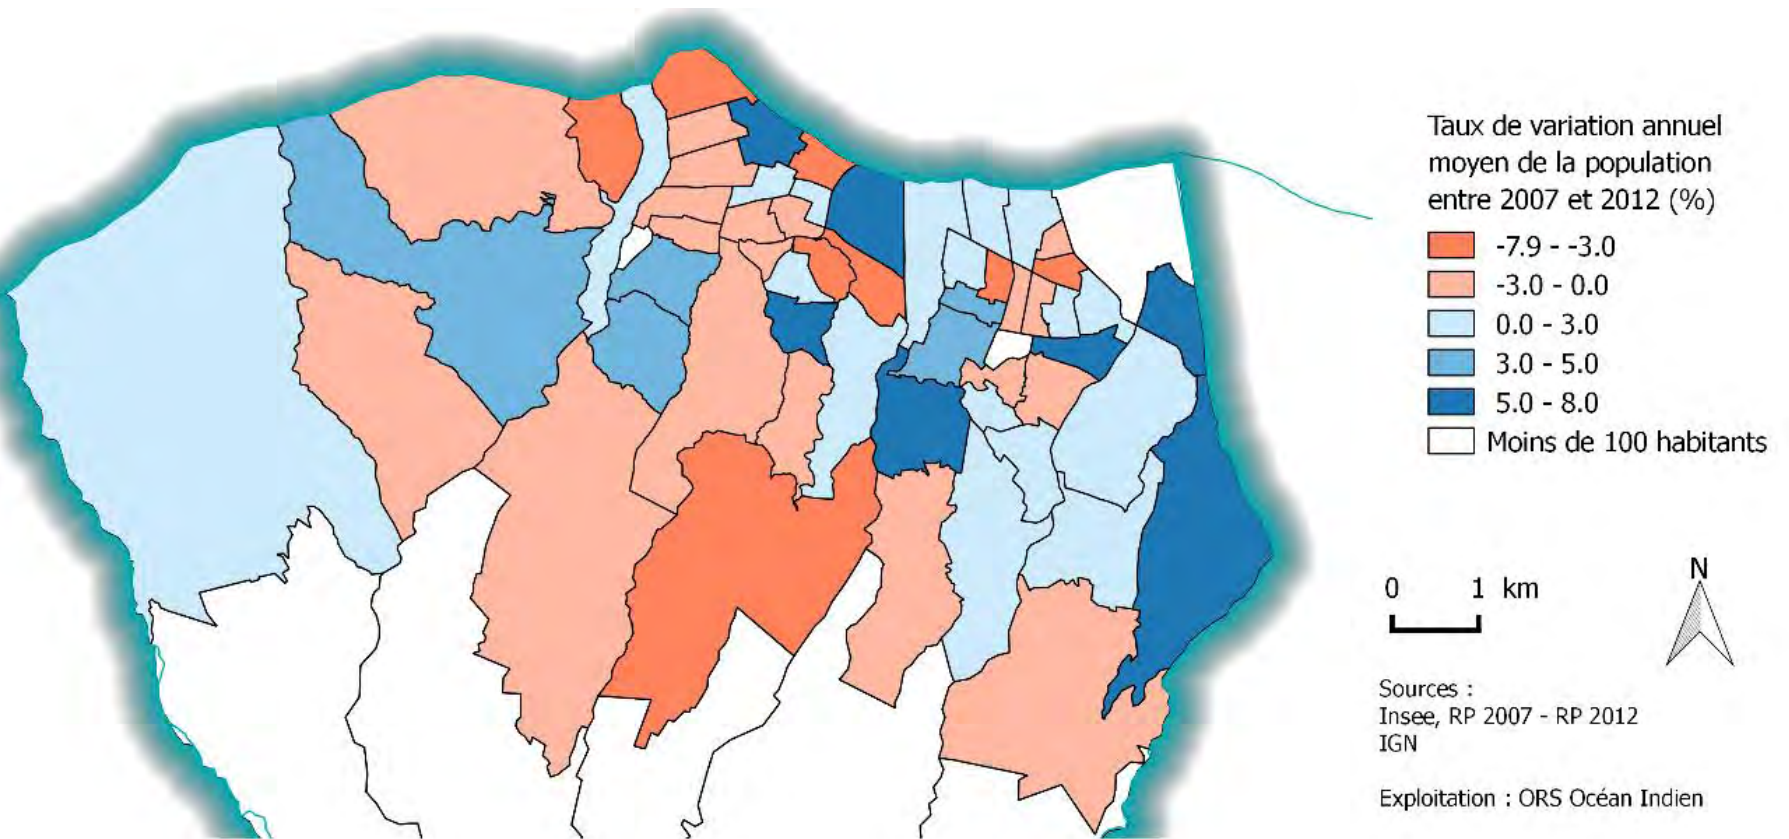 Taux de variation annuel
moyen de la population
entre 2007 et 2012 (%)
-7.9 - -3.0
-3.0 - 0.0
0.0 - 3.0
3.0 - 5.0
5.0 - 8.0
Moins de 100 habitants
0 1 km
N
Sources :
Insee, RP 2007 - RP 2012
IGN
Exploitation : ORS Océan Indien